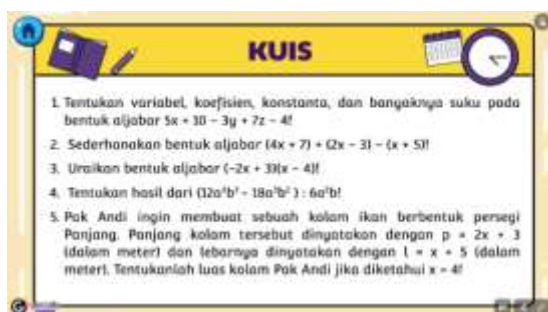 KUIS
1. Tentukan variabel, koefisien, konstanta, dan banyaknya suku pada
bentuk aljabar 5x + 10 – 3y + 7z – 4!
2. Sederhanakan bentuk aljabar (4x + 7) + (2x – 3) – (x + 5)!
3. Uraikan bentuk aljabar (-2x + 3)(x – 4)!
4. Tentukan hasil dari
5. Pak Andi ingin membuat sebuah kolam ikan berbentuk persegi
Panjang. Panjang kolam tersebut dinyatakan dengan p = 2x + 3
(dalam meter) dan lebarnya dinyatakan dengan l = x + 5 (dalam
meter). Tentukanlah luas kolam Pak Andi jika diketahui x = 4!